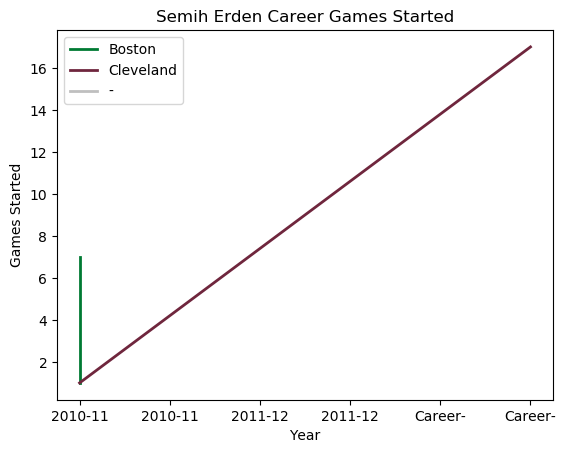 Semih Erden Career Games Started
Boston
Cleveland
-
Games Started
16
14
12
10
8
6
4
2
2010-11 2010-11 2011-12 2011-12 Career- Career-
Year